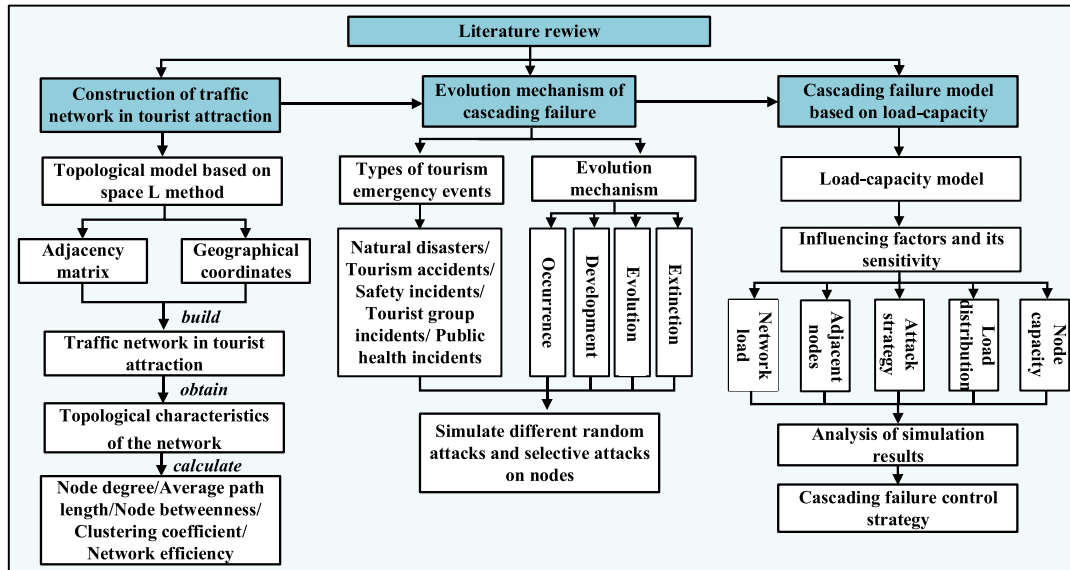 Literature rewiew
Construction of traffic
network in tourist attraction
Evolution mechanism of
cascading failure
Cascading failure model
based on load-capacity
Topological model based on
space L method
Adjacency
matrix
Geographical
coordinates
build
Traffic network in tourist
attraction
obtain
Topological characteristics
of the network
calculate
Node degree/Average path
length/Node betweenness/
Clustering coefficient/
Network efficiency
Types of tourism
emergency events
Evolution
mechanism
Natural disasters/
Tourism accidents/
Safety incidents/
Tourist group
incidents/ Public
health incidents
Occurrence
Development
Evolution
Extinction
Simulate different random
attacks and selective attacks
on nodes
Load-capacity model
Influencing factors and its
sensitivity
Network
load
Adjacent
nodes
Attack
strategy
Load
distribution
Node
capacity
Analysis of simulation
results
Cascading failure control
strategy